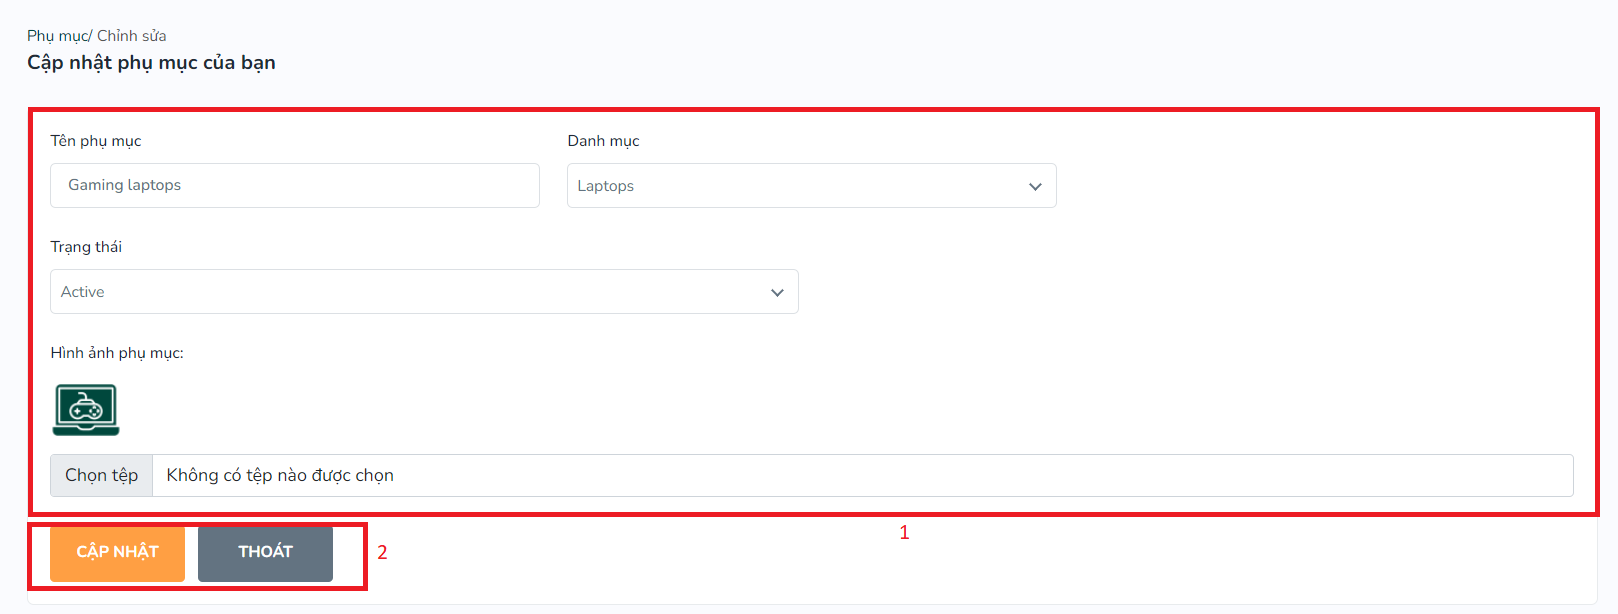 Phụ mục/ Chỉnh sửa
Cập nhật phụ mục của bạn
Tên phụ mục
Danh mục
Gaming laptops
Laptops
Trạng thái
Active
Hình ảnh phụ mục:
Chọn tệp Không có tệp nào được chọn
1
CẬP NHẬT THOÁT 2